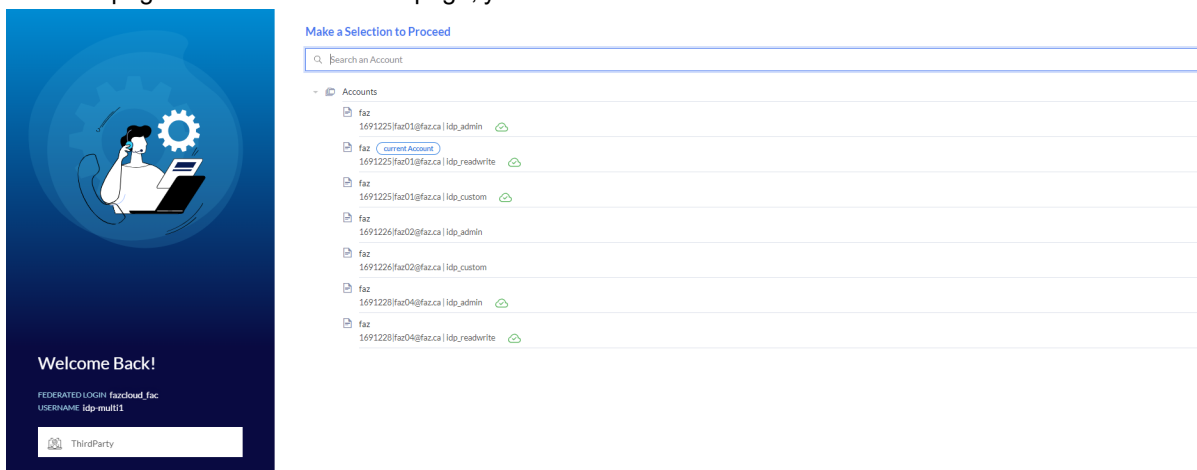 Make a Selection to Proceed
Search an Account
Accounts
faz
1691225|faz01@faz.ca | idp_admin
faz current Account
1691225|faz01@faz.ca | idp_readwrite
faz
1691225|faz01@faz.ca | idp_custom
faz
1691226|faz02@faz.ca | idp_admin
faz
1691226|faz02@faz.ca | idp_custom
faz
1691228|faz04@faz.ca | idp_admin
faz
1691228|faz04@faz.ca | idp_readwrite
Welcome Back!
FEDERATED LOGIN fazcloud_fac
USERNAME idp-multi1
ThirdParty